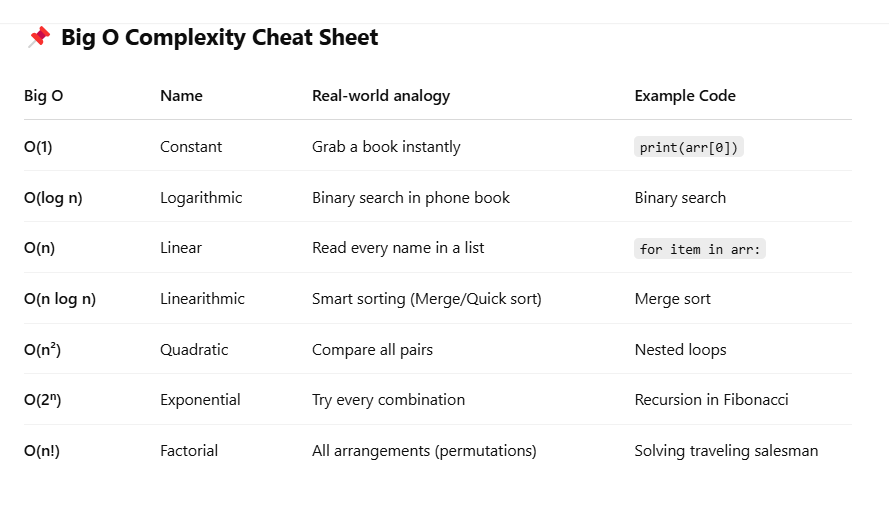 📌 Big O Complexity Cheat Sheet
Big O Name Real-world analogy Example Code
O(1) Constant Grab a book instantly print(arr[0])
O(log n) Logarithmic Binary search in phone book Binary search
O(n) Linear Read every name in a list for item in arr:
O(n log n) Linearithmic Smart sorting (Merge/Quick sort) Merge sort
O(n²) Quadratic Compare all pairs Nested loops
O(2ⁿ) Exponential Try every combination Recursion in Fibonacci
O(n!) Factorial All arrangements (permutations) Solving traveling salesman